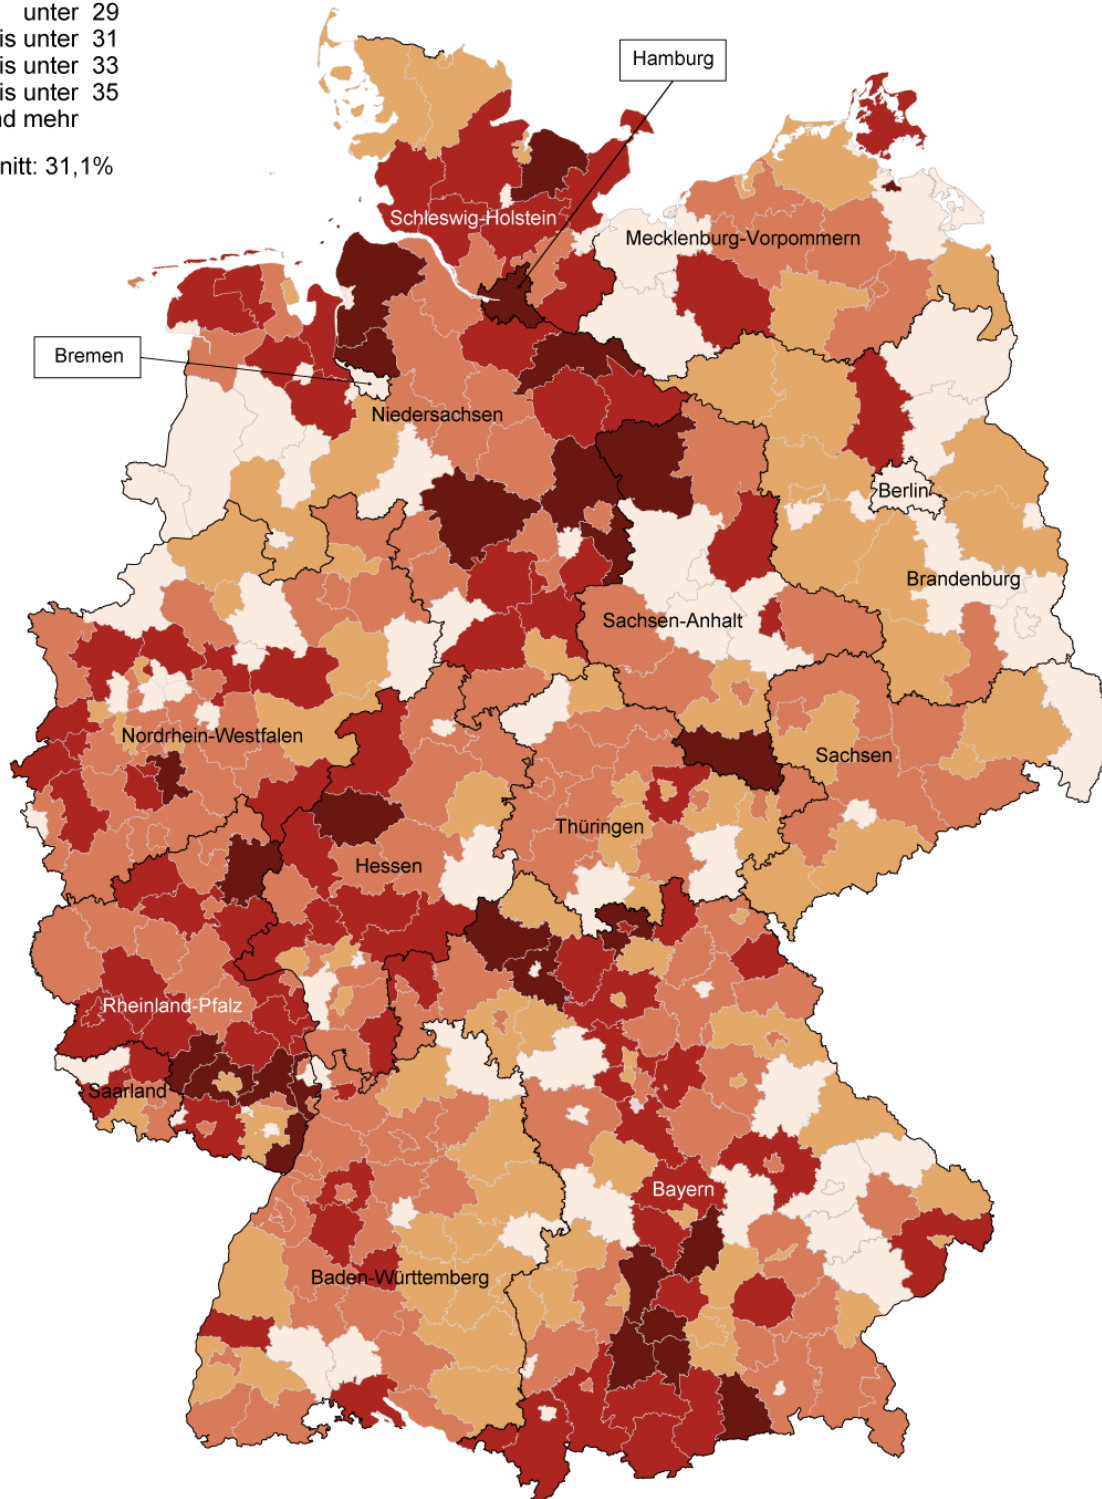 unter 29
is unter 31
is unter 33
is unter 35
nd mehr
nitt: 31,1%
Hamburg
Schleswig-Holstein
Mecklenburg-Vorpommern
Bremen
Niedersachsen
Berlin
Brandenburg
Sachsen-Anhalt
Nordrhein-Westfalen
Sachsen
Thüringen
Hessen
Rheinland-Pfalz
Saarland
Bayern
Baden-Württemberg